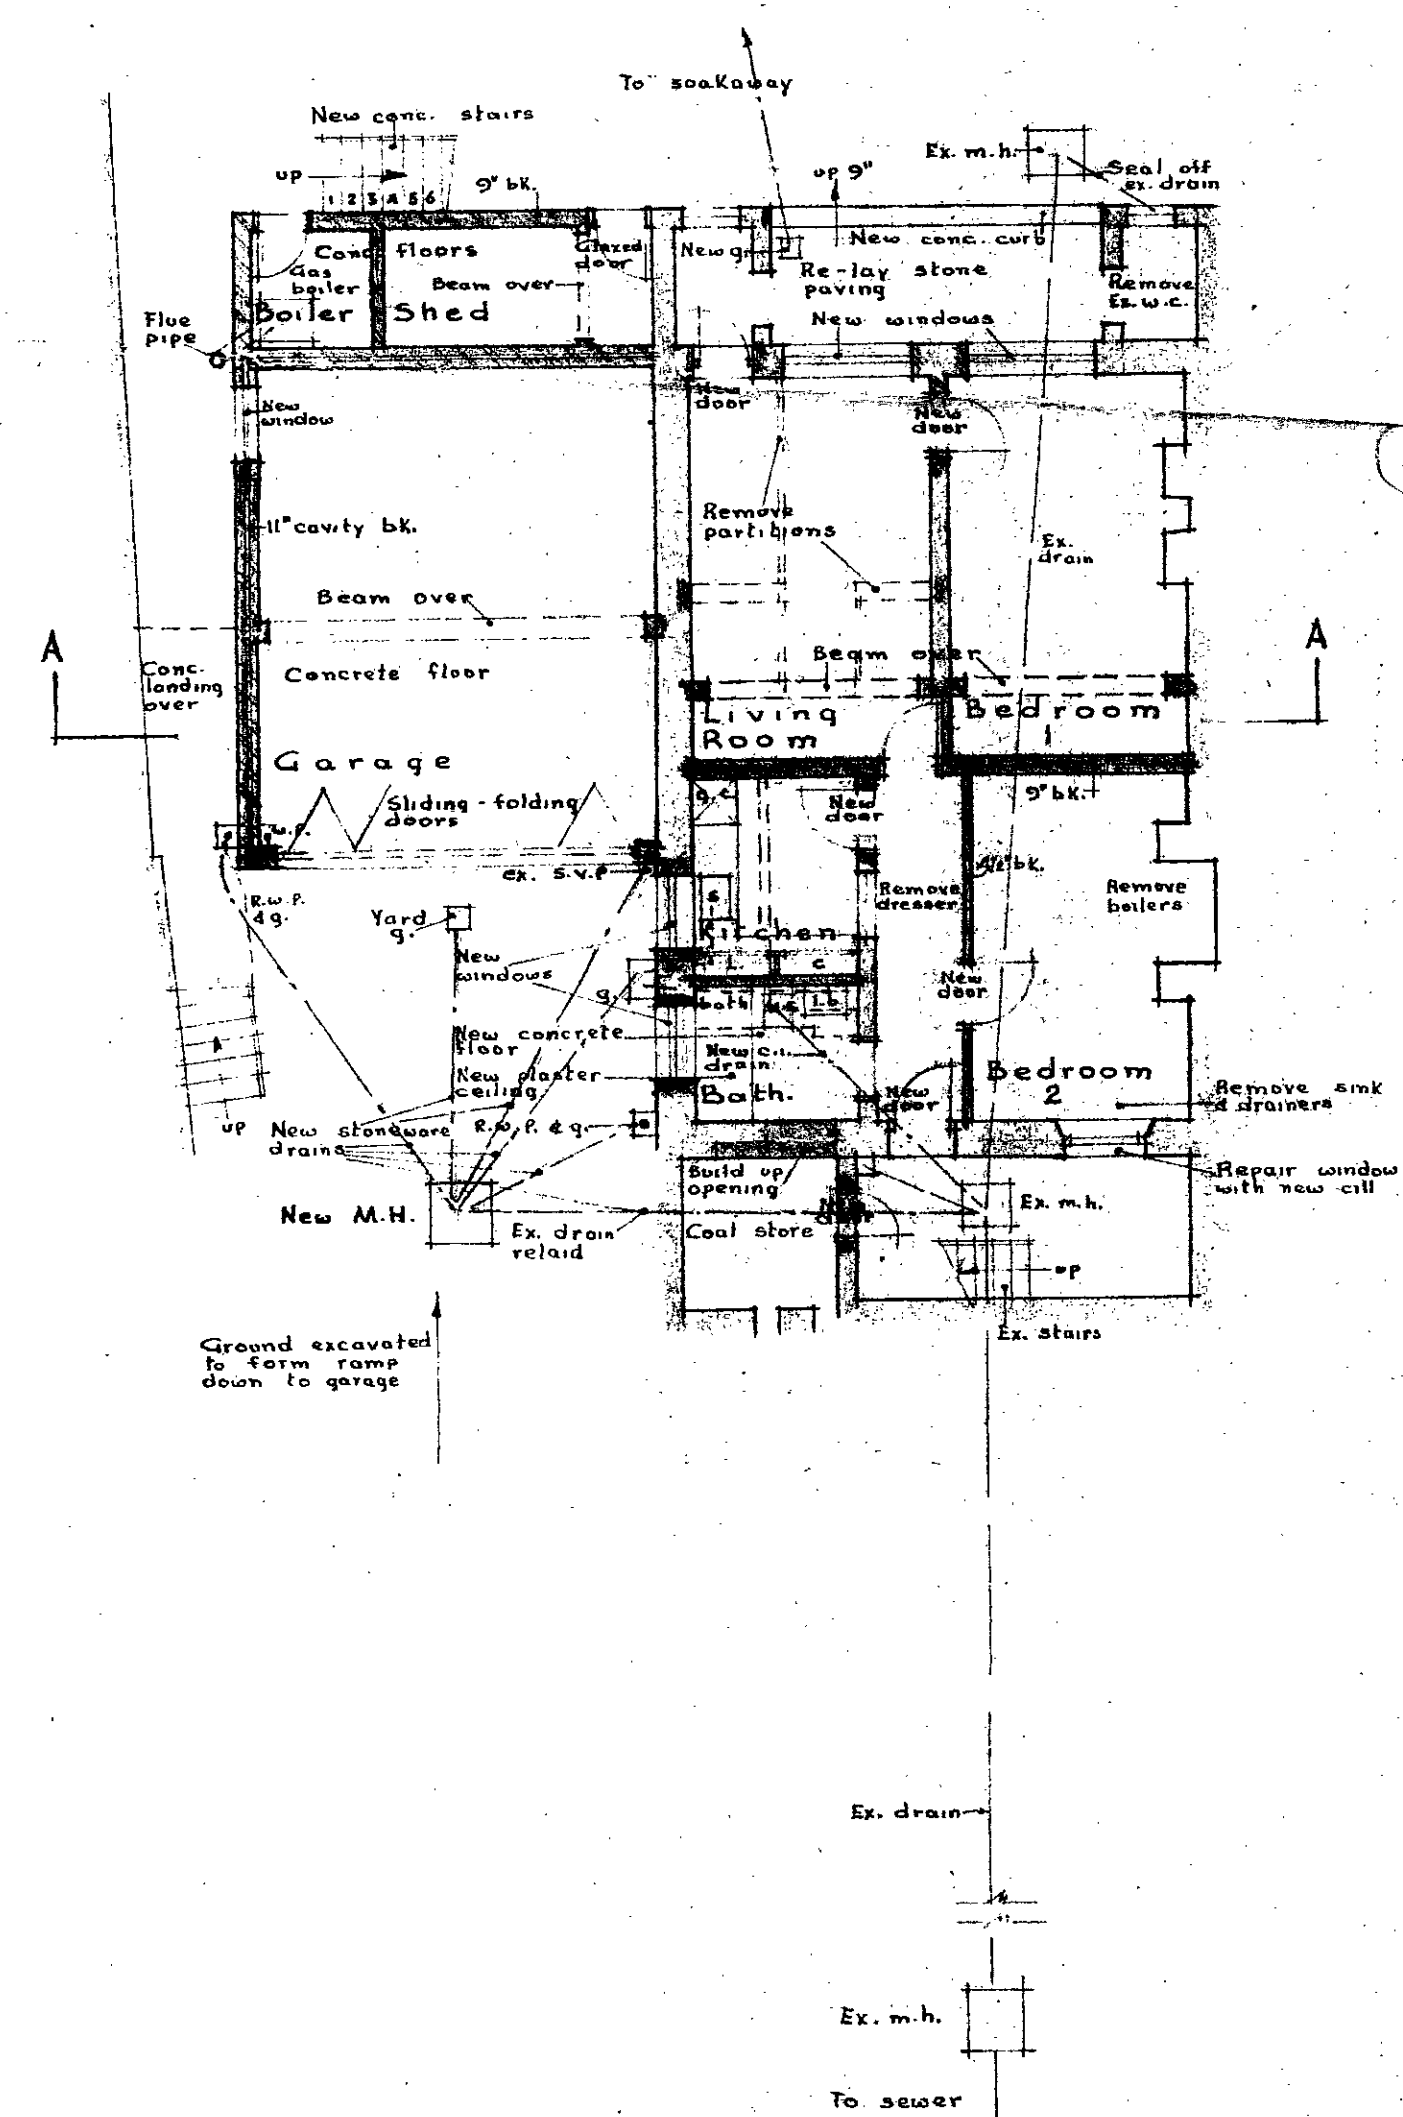 To soakaway
New conc. stairs
up
1 2 3 4 5 6
9" bk.
up 9"
Ex. m.h.
Seal off
ex. drain
Conc. floors
Gas
boiler
Boiler
Beam over
Shed
Glazed
door
New g.
New conc. curb
Re-lay stone
paving
Remove
Ex. w.c.
New windows
Flue
pipe
New
window
New
door
New
door
11" cavity bk.
Remove
partitions
Ex.
drain
Beam over
A
A
Conc.
landing
over
Concrete floor
Beam over
Living
Room
Bedroom
1
Garage
Sliding-folding
doors
g.c.
New
door
9" bk.
w.p.
ex. s.v.p
4½" bk.
Remove
dresser
Remove
boilers
R.w.P.
& g.
Yard
g.
s
Kitchen
New
windows
L
c
g.
New
door
bath
w.c.
l.b
New concrete
floor
New c.i.
drain
New plaster
ceiling
Bath.
Bedroom
2
New
door
Remove sink
& drainers
up
New stoneware
drains
R.w.P. & g.
Build up
opening
Repair window
with new cill
New M.H.
Ex. drain
relaid
Coal store
door
Ex. m.h.
up
Ex. stairs
Ground excavated
to form ramp
down to garage
Ex. drain
Ex. m.h.
To sewer